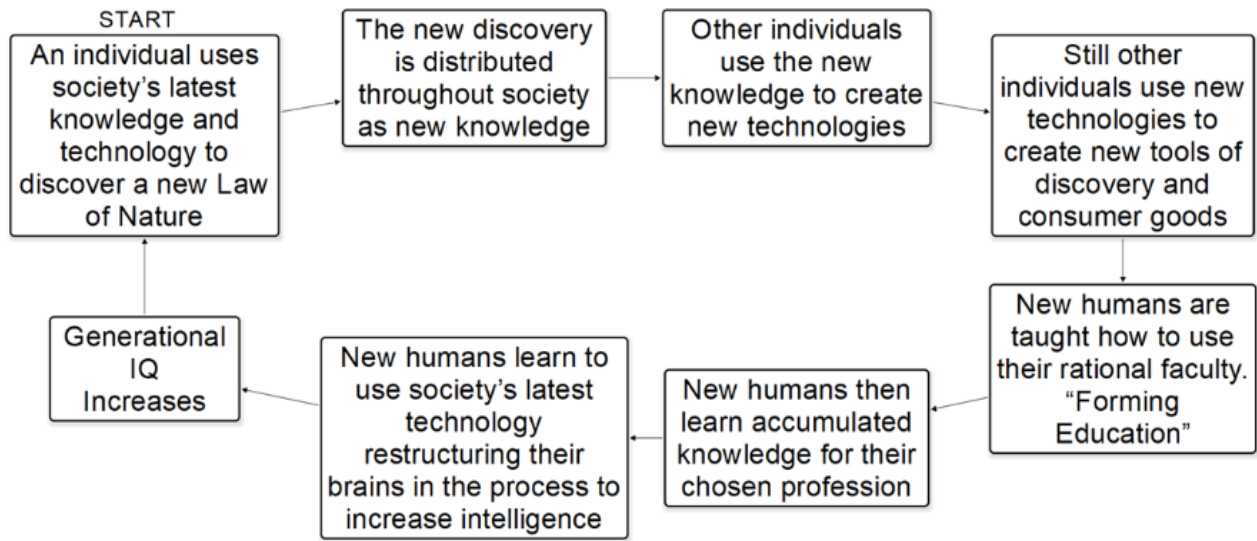 START
An individual uses
society’s latest
knowledge and
technology to
discover a new Law
of Nature
The new discovery
is distributed
throughout society
as new knowledge
Other individuals
use the new
knowledge to create
new technologies
Still other
individuals use new
technologies to
create new tools of
discovery and
consumer goods
New humans are
taught how to use
their rational faculty.
“Forming
Education”
New humans then
learn accumulated
knowledge for their
chosen profession
New humans learn to
use society’s latest
technology
restructuring their
brains in the process to
increase intelligence
Generational
IQ
Increases